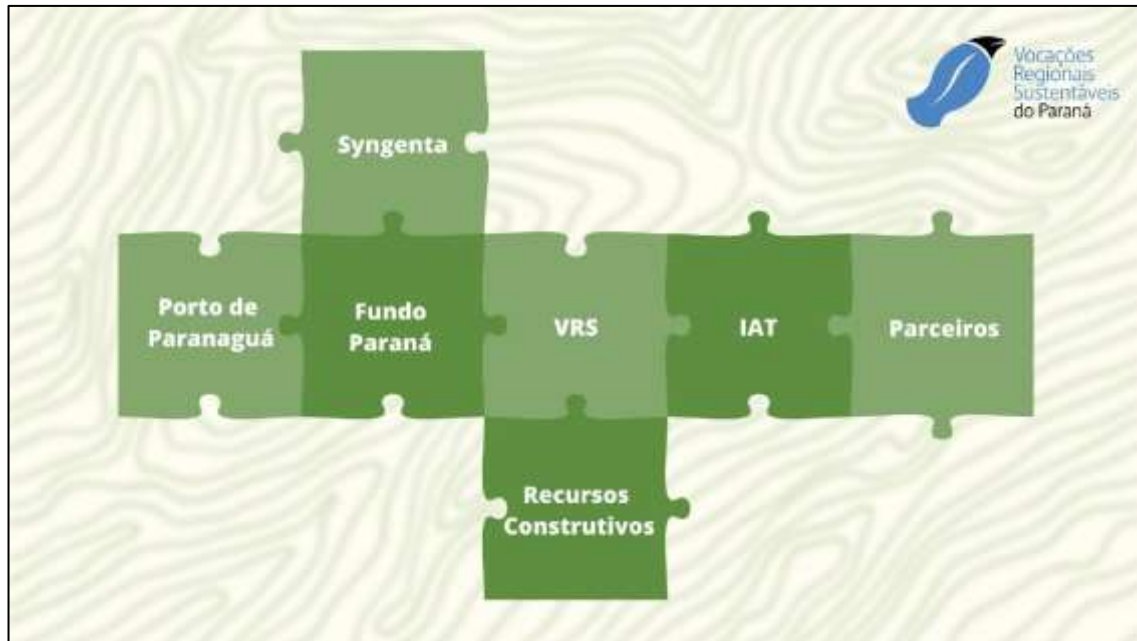 Vocações
Regionais
Sustentáveis
do Paraná
Syngenta
Porto de
Paranaguá
Fundo
Paraná
VRS
IAT
Parceiros
Recursos
Construtivos